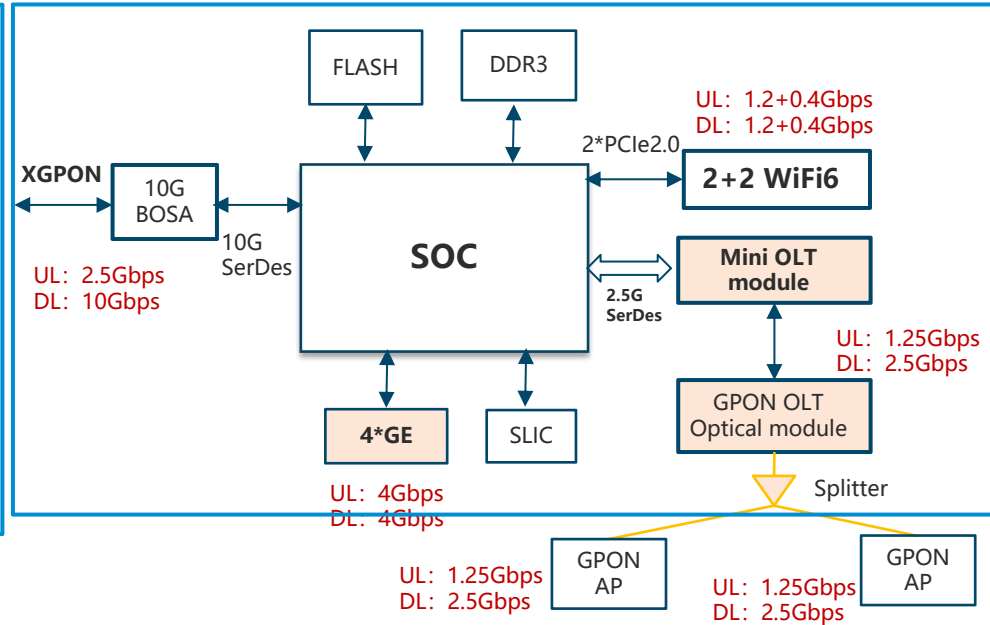 FLASH
DDR3
UL: 1.2+0.4Gbps
DL: 1.2+0.4Gbps
2*PCIe2.0
XGPON
10G
BOSA
2+2 WiFi6
10G
SerDes
SOC
Mini OLT
module
UL: 2.5Gbps
DL: 10Gbps
2.5G
SerDes
UL: 1.25Gbps
DL: 2.5Gbps
4*GE
SLIC
GPON OLT
Optical module
UL: 4Gbps
DL: 4Gbps
Splitter
GPON
AP
UL: 1.25Gbps
DL: 2.5Gbps
GPON
AP
UL: 1.25Gbps
DL: 2.5Gbps